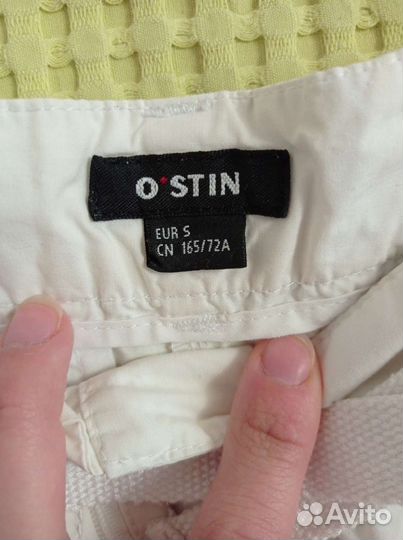 O'STIN
EUR S
CN 165/72A
Avito